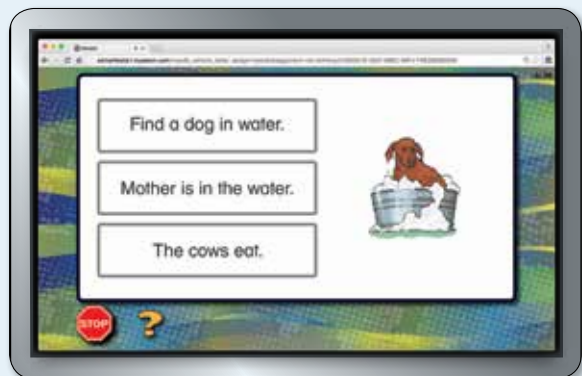 Find a dog in water.
Mother is in the water.
The cows eat.
STOP
?